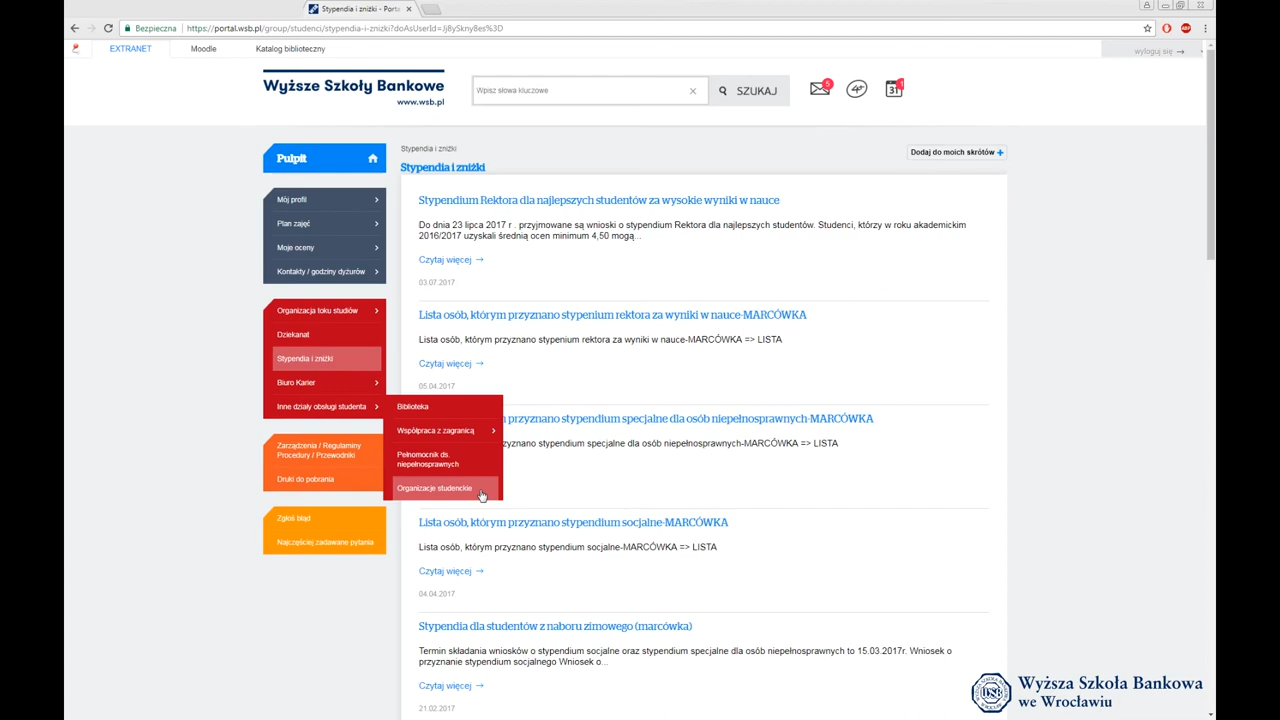 Stypendia i zniżki - Port
Bezpieczna
https://portal.wsb.pl/group/studenci/stypendia-i-znizki?doAsUserId=Jj8ySkny8es%3D
EXTRANET
Moodle
Katalog biblioteczny
wyloguj się →
Wyższe Szkoły Bankowe
www.wsb.pl
Wpisz słowa kluczowe
SZUKAJ
5
31
1
Pulpit
Mój profil
Plan zajęć
Moje oceny
Kontakty / godziny dyżurów
Organizacja toku studiów
Dziekanat
Stypendia i zniżki
Biuro Karier
Inne działy obsługi studenta
Biblioteka
Współpraca z zagranicą
Pełnomocnik ds.
niepełnosprawnych
Organizacje studenckie
Zarządzenia / Regulaminy
Procedury / Przewodniki
Druki do pobrania
Zgłoś błąd
Najczęściej zadawane pytania
Stypendia i zniżki
Dodaj do moich skrótów +
Stypendia i zniżki
Stypendium Rektora dla najlepszych studentów za wysokie wyniki w nauce
Do dnia 23 lipca 2017 r . przyjmowane są wnioski o stypendium Rektora dla najlepszych studentów. Studenci, którzy w roku akademickim
2016/2017 uzyskali średnią ocen minimum 4,50 mogą...
Czytaj więcej →
03.07.2017
Lista osób, którym przyznano stypenium rektora za wyniki w nauce-MARCÓWKA
Lista osób, którym przyznano stypenium rektora za wyniki w nauce-MARCÓWKA => LISTA
Czytaj więcej →
05.04.2017
przyznano stypendium specjalne dla osób niepełnosprawnych-MARCÓWKA
zyznano stypendium specjalne dla osób niepełnosprawnych-MARCÓWKA => LISTA
Lista osób, którym przyznano stypendium socjalne-MARCÓWKA
Lista osób, którym przyznano stypendium socjalne-MARCÓWKA => LISTA
Czytaj więcej →
04.04.2017
Stypendia dla studentów z naboru zimowego (marcówka)
Termin składania wniosków o stypendium socjalne oraz stypendium specjalne dla osób niepełnosprawnych to 15.03.2017r. Wniosek o
przyznanie stypendium socjalnego Wniosek o...
Czytaj więcej →
21.02.2017
Wyższa Szkoła Bankowa
we Wrocławiu